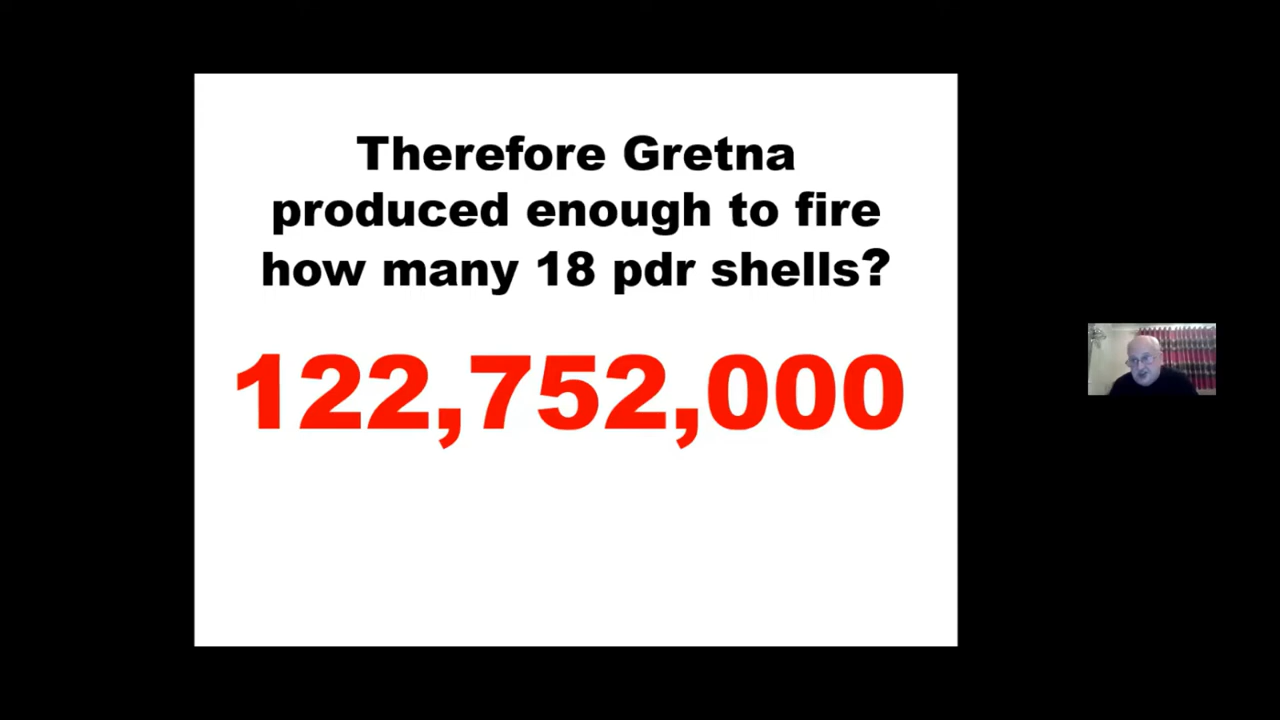 Therefore Gretna
produced enough to fire
how many 18 pdr shells?
122,752,000